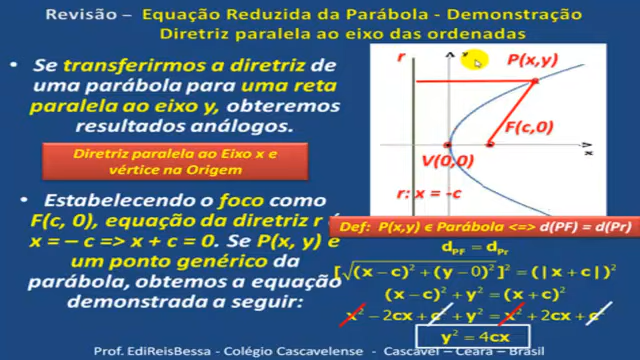 Revisão – Equação Reduzida da Parábola - Demonstração
Diretriz paralela ao eixo das ordenadas
• Se transferirmos a diretriz de
uma parábola para uma reta
paralela ao eixo y, obteremos
resultados análogos.
Diretriz paralela ao Eixo x e
vértice na Origem
• Estabelecendo o foco como
F(c, 0), equação da diretriz r é
x = – c => x + c = 0. Se P(x, y) é
um ponto genérico da
parábola, obtemos a equação
demonstrada a seguir:
r
y
P(x,y)
F(c,0)
V(0,0)
x
r: x = -c
Def: P(x,y) ∈ Parábola <=> d(PF) = d(Pr)
d_PF = d_Pr
[√(x – c)² + (y – 0)²]² = (|x + c|)²
(x – c)² + y² = (x + c)²
x² – 2cx + c² + y² = x² + 2cx + c²
y² = 4cx
Prof. EdiReisBessa - Colégio Cascavelense - Cascavel – Ceará – Brasil